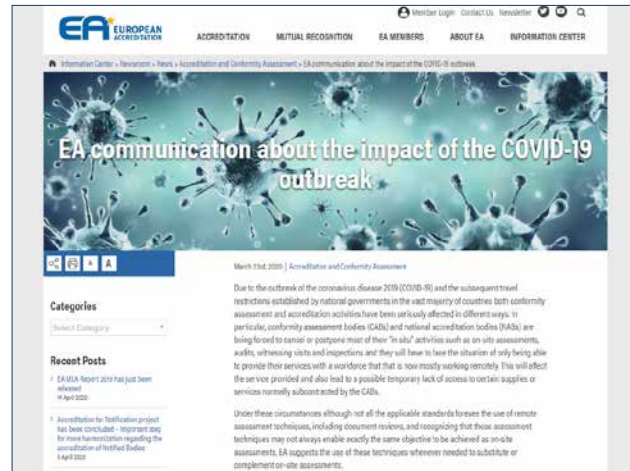 Member Login Contact Us Newsletter
EA EUROPEAN
ACCREDITATION
ACCREDITATION MUTUAL RECOGNITION EA MEMBERS ABOUT EA INFORMATION CENTER
Information Center » Newsroom » News » Accreditation and Conformity Assessment » EA communication about the impact of the COVID-19 outbreak
EA communication about the impact of the COVID-19
outbreak
A A
March 23rd, 2020 | Accreditation and Conformity Assessment
Due to the outbreak of the coronavirus disease 2019 (COVID-19) and the subsequent travel
restrictions established by national governments in the vast majority of countries both conformity
assessment and accreditation activities have been seriously affected in different ways. In
particular, conformity assessment bodies (CABs) and national accreditation bodies (NABs) are
being forced to cancel or postpone most of their "in situ" activities such as on-site assessments,
audits, witnessing visits and inspections and they will have to face the situation of only being able
to provide their services with a workforce that that is now mostly working remotely. This will affect
the service provided and also lead to a possible temporary lack of access to certain supplies or
services normally subcontracted by the CABs.
Under these circumstances although not all the applicable standards foresee the use of remote
assessment techniques, including document reviews, and recognizing that those assessment
techniques may not always enable exactly the same objective to be achieved as on-site
assessments, EA suggests the use of these techniques whenever needed to substitute or
complement on-site assessments.
Categories
Select Category
Recent Posts
EA MLA Report 2019 has just been
released
14 April 2020
Accreditation for Notification project
has been concluded - Important step
for more harmonization regarding the
accreditation of Notified Bodies
April 2020